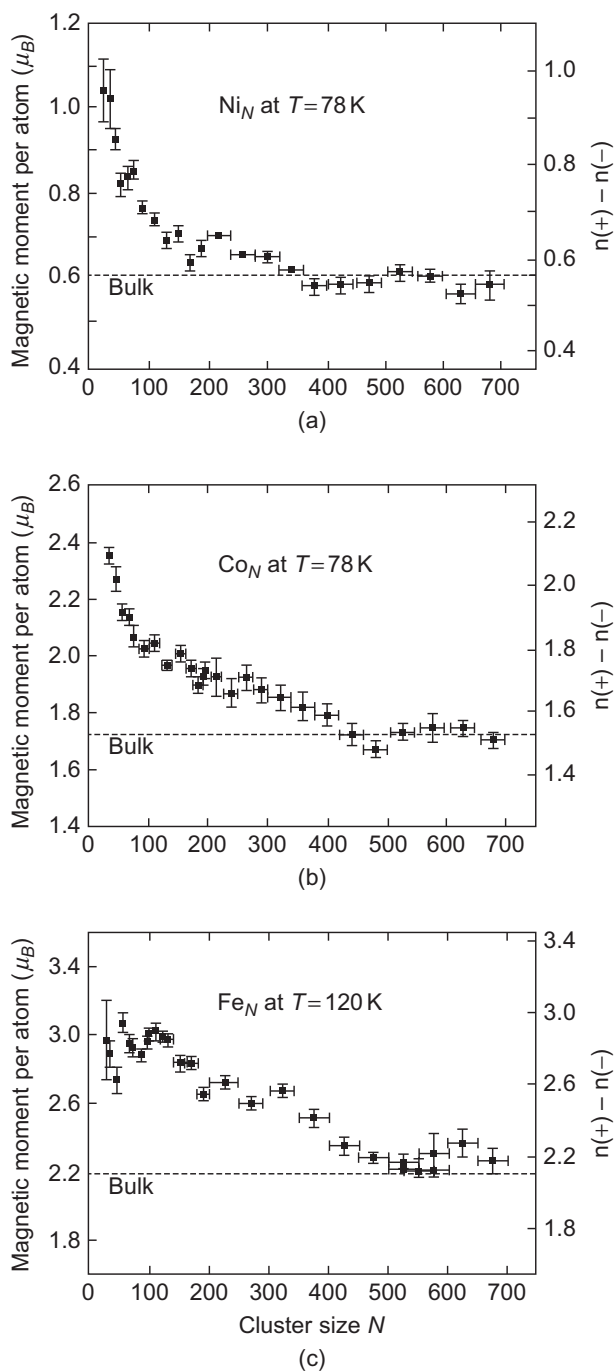 Magnetic moment per atom (μB)
1.2
1.0
0.8
0.6
0.4
Ni_N at T = 78 K
Bulk
1.0
0.8
0.6
0.4
n(+) – n(−)
0 100 200 300 400 500 600 700
(a)
Magnetic moment per atom (μB)
2.6
2.4
2.2
2.0
1.8
1.6
1.4
Co_N at T = 78 K
Bulk
2.2
2.0
1.8
1.6
1.5
n(+) – n(−)
0 100 200 300 400 500 600 700
(b)
Magnetic moment per atom (μB)
3.4
3.0
2.6
2.2
1.8
Fe_N at T = 120 K
Bulk
3.4
3.0
2.6
2.2
2.1
n(+) – n(−)
0 100 200 300 400 500 600 700
Cluster size N
(c)